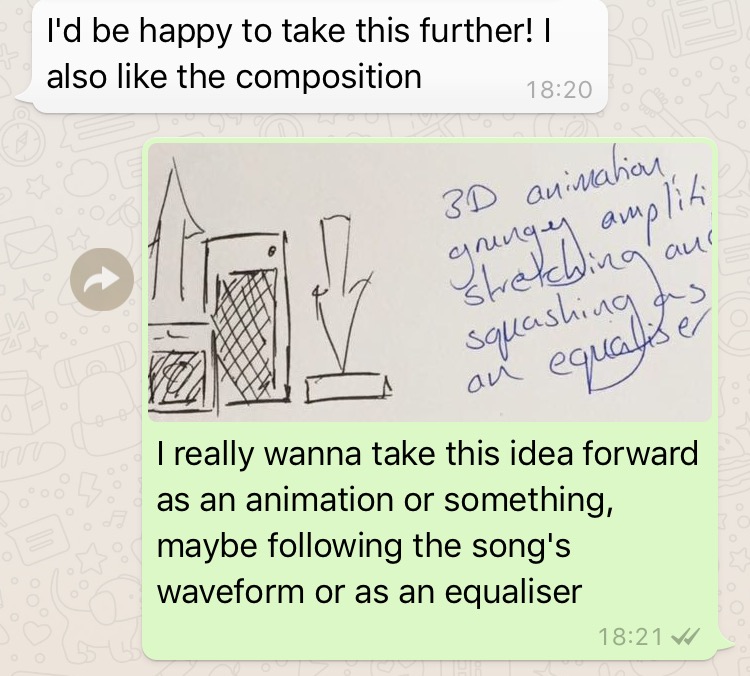 I'd be happy to take this further! I
also like the composition
18:20
3D animation,
grungey
stretching
squashing as
an equaliser
I really wanna take this idea forward
as an animation or something,
maybe following the song's
waveform or as an equaliser
18:21